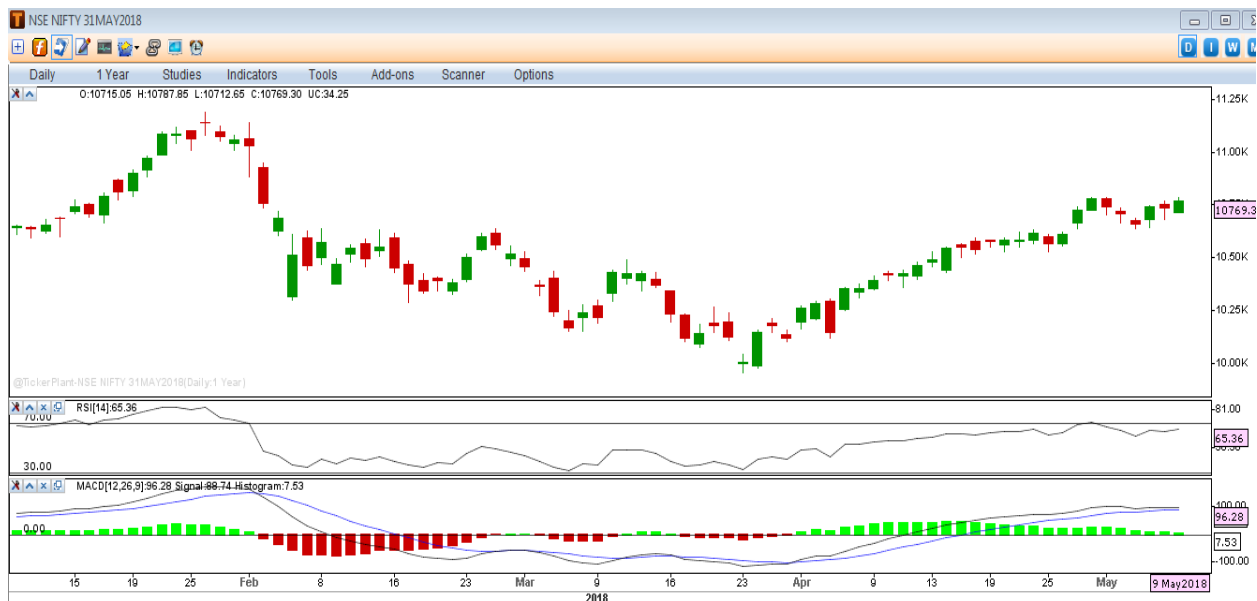 NSE NIFTY 31MAY2018
D I W M
Daily 1 Year Studies Indicators Tools Add-ons Scanner Options
O:10715.05 H:10787.85 L:10712.65 C:10769.30 UC:34.25
11.25K
11.00K
10769.3
10.50K
10.25K
10.00K
@TickerPlant-NSE NIFTY 31MAY2018(Daily:1 Year)
RSI[14]:65.36
70.00
81.00
65.36
30.00
MACD[12,26,9]:96.28 Signal:88.74 Histogram:7.53
100.00
96.28
0.00
7.53
-100.00
15 19 25 Feb 8 16 23 Mar 9 16 23 Apr 9 13 19 25 May 9 May2018
2018